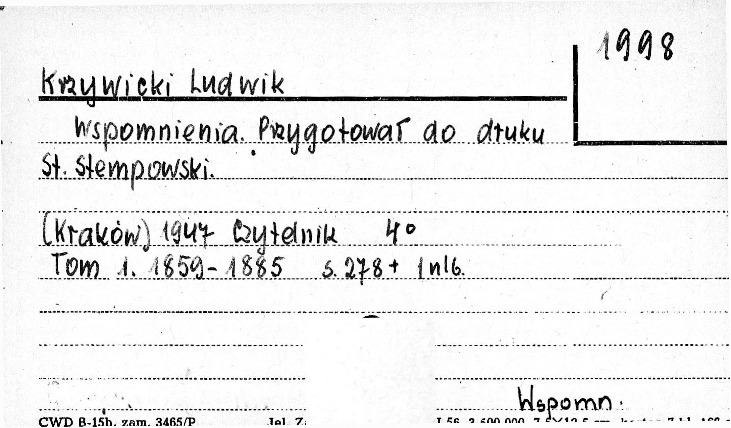 1998
Krzywicki Ludwik
Wspomnienia. Przygotował do druku
St. Stempowski.
(Kraków) 1947 Czytelnik 4°
Tom 1. 1859-1885 s. 278 + 1 nlb.
Wspomn.
CWD B-15b. zam. 3465/P Jel. Z.